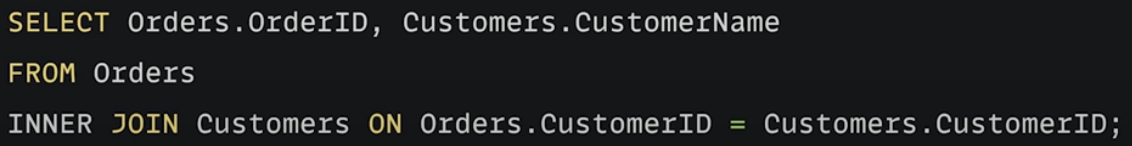 SELECT Orders.OrderID, Customers.CustomerName
FROM Orders
INNER JOIN Customers ON Orders.CustomerID = Customers.CustomerID;